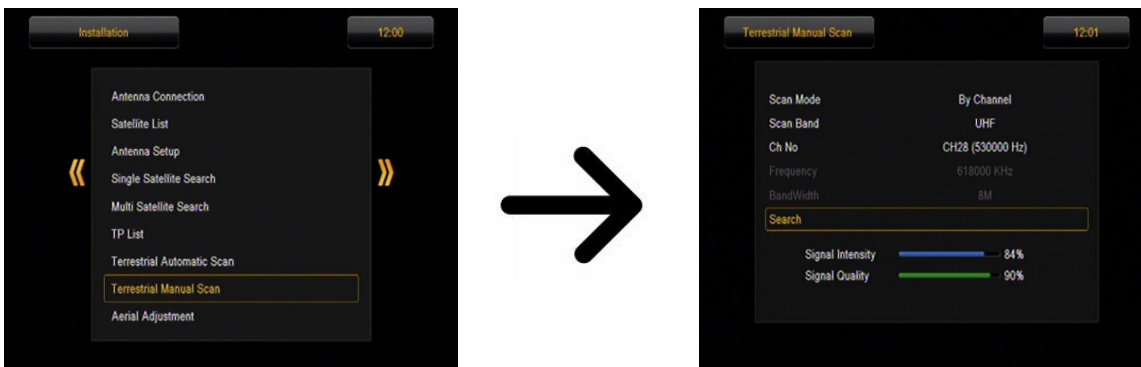 Installation
12:00
Antenna Connection
Satellite List
Antenna Setup
Single Satellite Search
Multi Satellite Search
TP List
Terrestrial Automatic Scan
Terrestrial Manual Scan
Aerial Adjustment
Terrestrial Manual Scan
12:01
Scan Mode By Channel
Scan Band UHF
Ch No CH28 (530000 Hz)
Frequency 618000 KHz
BandWidth 8M
Search
Signal Intensity 84%
Signal Quality 90%